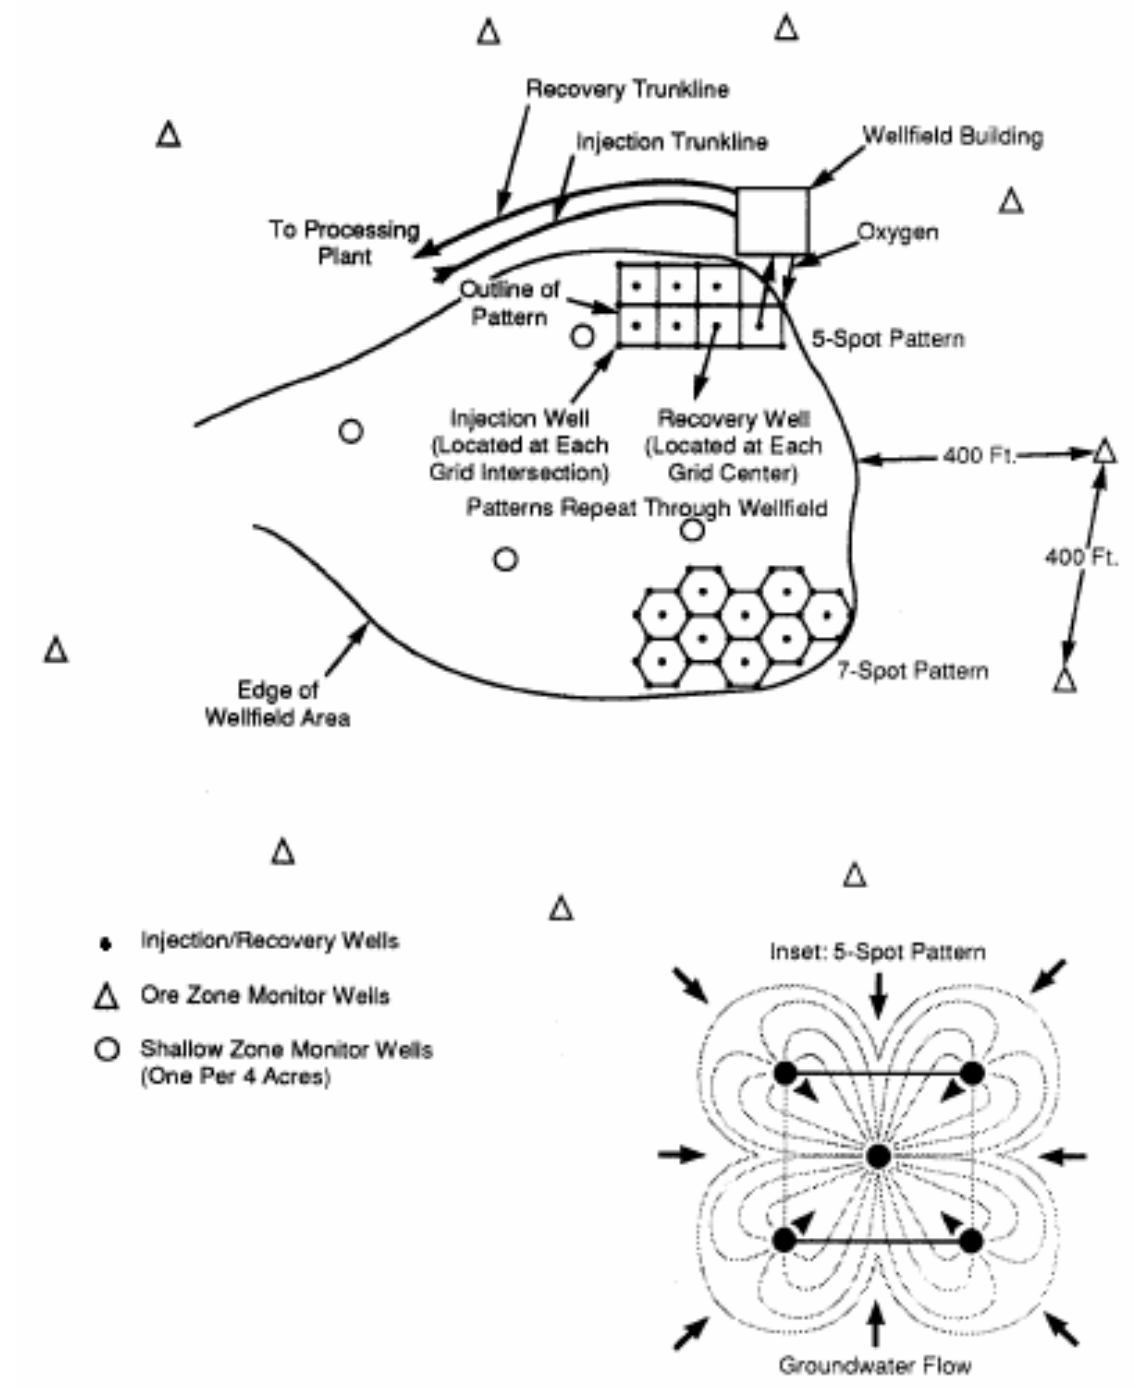 Recovery Trunkline
Injection Trunkline
Wellfield Building
To Processing
Plant
Oxygen
Outline of
Pattern
5-Spot Pattern
Injection Well
(Located at Each
Grid Intersection)
Recovery Well
(Located at Each
Grid Center)
400 Ft.
Patterns Repeat Through Wellfield
400 Ft.
7-Spot Pattern
Edge of
Wellfield Area
Injection/Recovery Wells
Ore Zone Monitor Wells
Shallow Zone Monitor Wells
(One Per 4 Acres)
Inset: 5-Spot Pattern
Groundwater Flow